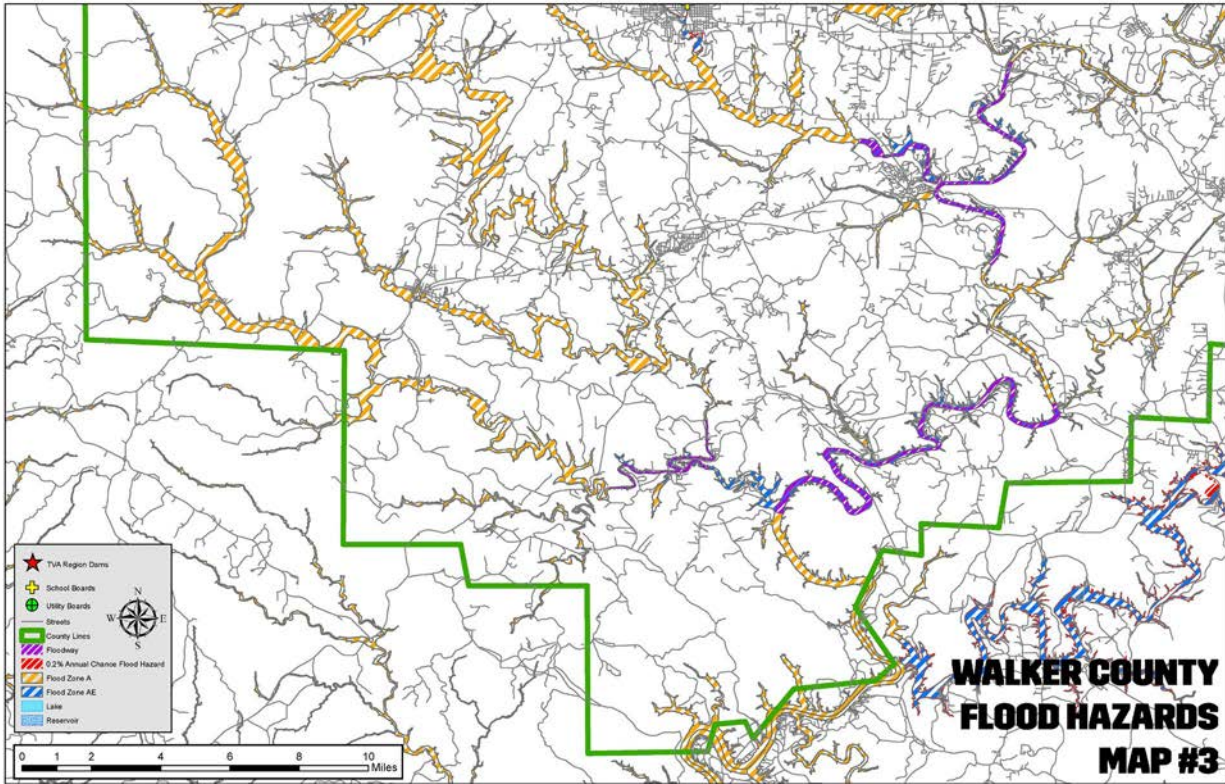 TVA Region Dams
School Boards
Utility Boards
Streets
County Lines
Floodway
0.2% Annual Chance Flood Hazard
Flood Zone A
Flood Zone AE
Lake
Reservoir
N
W E
S
0 1 2 4 6 8 10
Miles
WALKER COUNTY
FLOOD HAZARDS
MAP #3